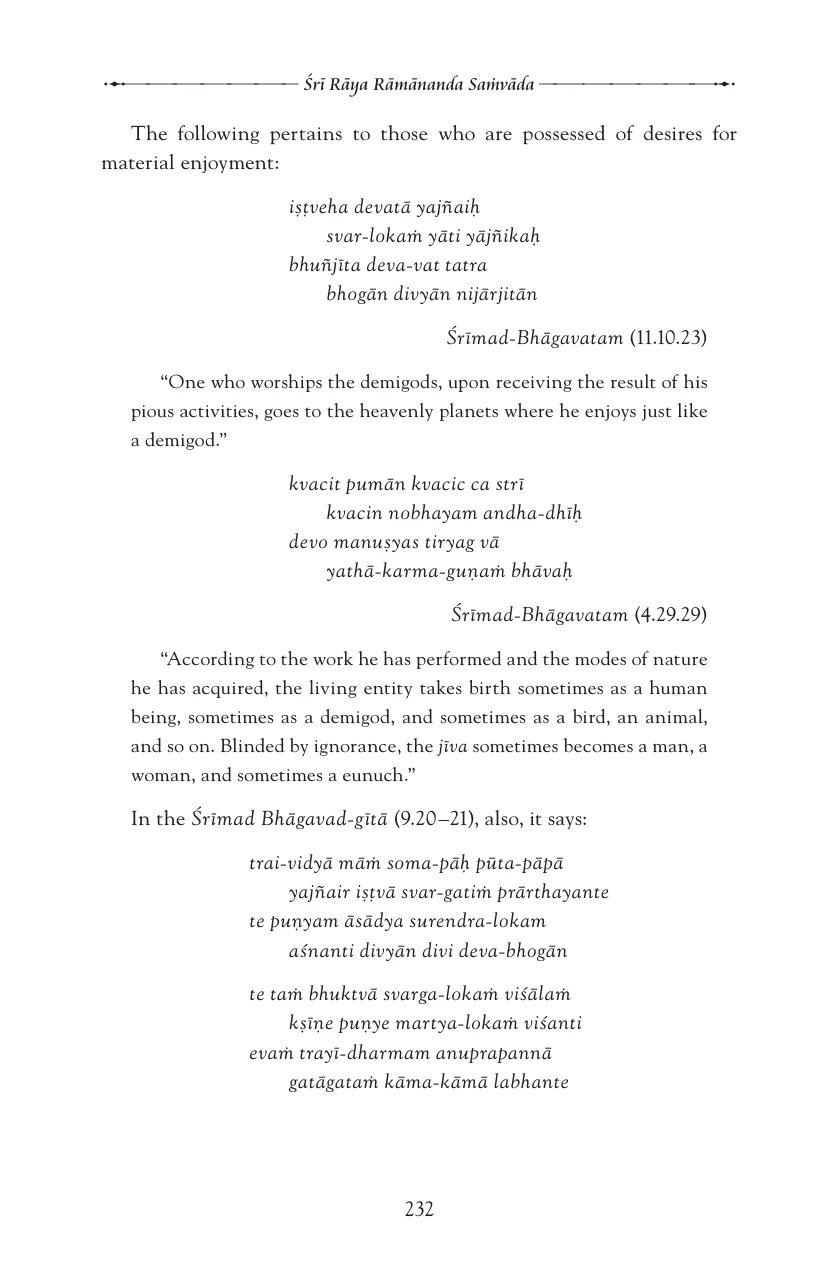 Śrī Rāya Rāmānanda Saṁvāda
The following pertains to those who are possessed of desires for
material enjoyment:
iṣṭveha devatā yajñaiḥ
svar-lokaṁ yāti yājñikaḥ
bhuñjīta deva-vat tatra
bhogān divyān nijārjitān
Śrīmad-Bhāgavatam (11.10.23)
“One who worships the demigods, upon receiving the result of his
pious activities, goes to the heavenly planets where he enjoys just like
a demigod.”
kvacit pumān kvacic ca strī
kvacin nobhayam andha-dhīḥ
devo manuṣyas tiryag vā
yathā-karma-guṇaṁ bhāvaḥ
Śrīmad-Bhāgavatam (4.29.29)
“According to the work he has performed and the modes of nature
he has acquired, the living entity takes birth sometimes as a human
being, sometimes as a demigod, and sometimes as a bird, an animal,
and so on. Blinded by ignorance, the jīva sometimes becomes a man, a
woman, and sometimes a eunuch.”
In the Śrīmad Bhāgavad-gītā (9.20–21), also, it says:
trai-vidyā māṁ soma-pāḥ pūta-pāpā
yajñair iṣṭvā svar-gatiṁ prārthayante
te puṇyam āsādya surendra-lokam
aśnanti divyān divi deva-bhogān
te taṁ bhuktvā svarga-lokaṁ viśālaṁ
kṣīṇe puṇye martya-lokaṁ viśanti
evaṁ trayī-dharmam anuprapannā
gatāgataṁ kāma-kāmā labhante
232